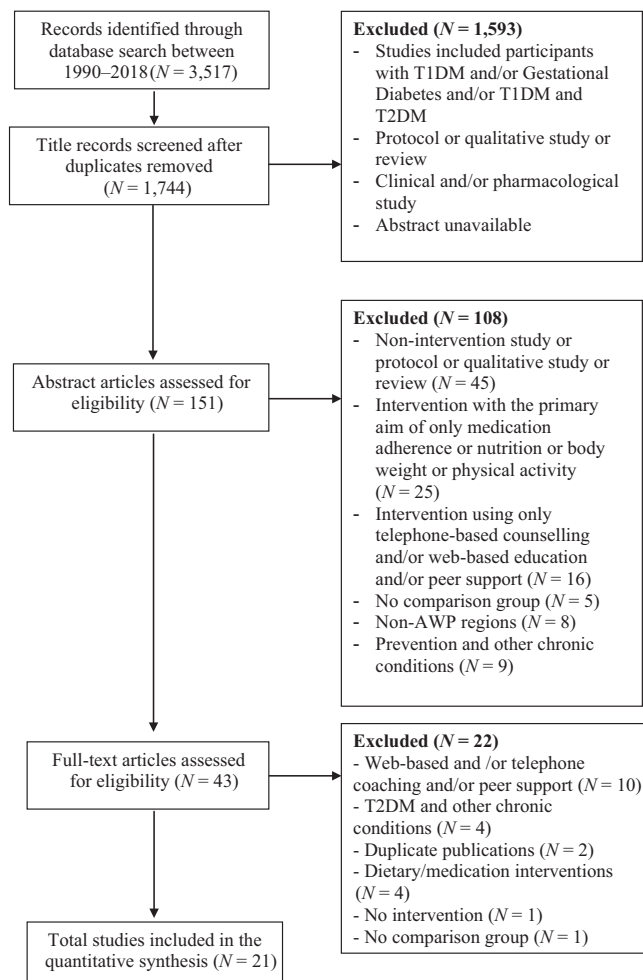 Records identified through
database search between
1990–2018(N = 3,517)
Excluded (N = 1,593)
- Studies included participants
with T1DM and/or Gestational
Diabetes and/or T1DM and
T2DM
- Protocol or qualitative study or
review
- Clinical and/or pharmacological
study
- Abstract unavailable
Title records screened after
duplicates removed
(N = 1,744)
Abstract articles assessed for
eligibility (N = 151)
Excluded (N = 108)
- Non-intervention study or
protocol or qualitative study or
review (N = 45)
- Intervention with the primary
aim of only medication
adherence or nutrition or body
weight or physical activity
(N = 25)
- Intervention using only
telephone-based counselling
and/or web-based education
and/or peer support (N = 16)
- No comparison group (N = 5)
- Non-AWP regions (N = 8)
- Prevention and other chronic
conditions (N = 9)
Full-text articles assessed
for eligibility (N = 43)
Excluded (N = 22)
- Web-based and /or telephone
coaching and/or peer support (N = 10)
- T2DM and other chronic
conditions (N = 4)
- Duplicate publications (N = 2)
- Dietary/medication interventions
(N = 4)
- No intervention (N = 1)
- No comparison group (N = 1)
Total studies included in the
quantitative synthesis (N = 21)